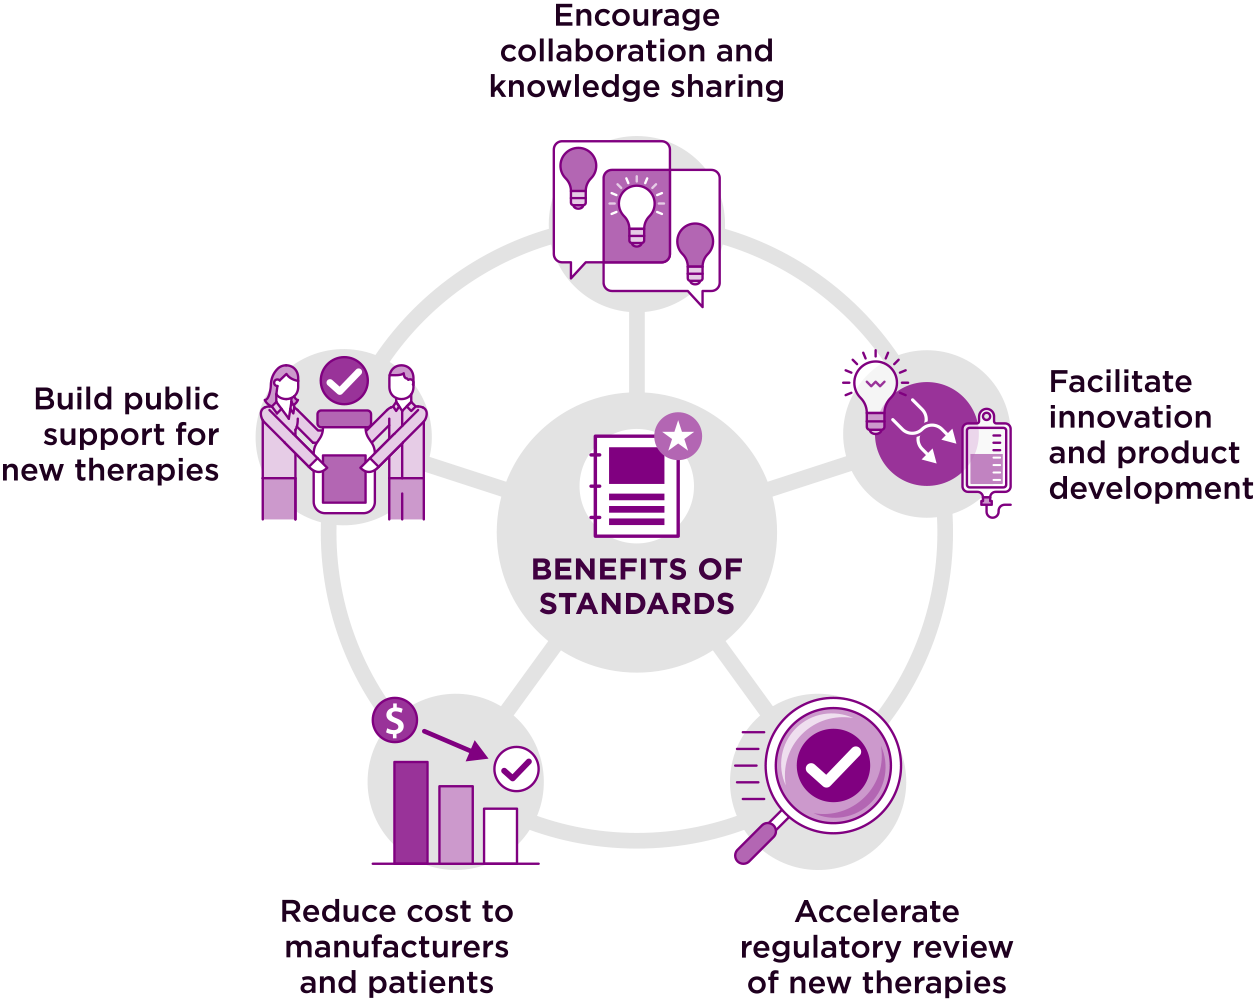 Encourage
collaboration and
knowledge sharing
Facilitate
innovation
and product
development
Build public
support for
new therapies
BENEFITS OF
STANDARDS
$
Reduce cost to
manufacturers
and patients
Accelerate
regulatory review
of new therapies